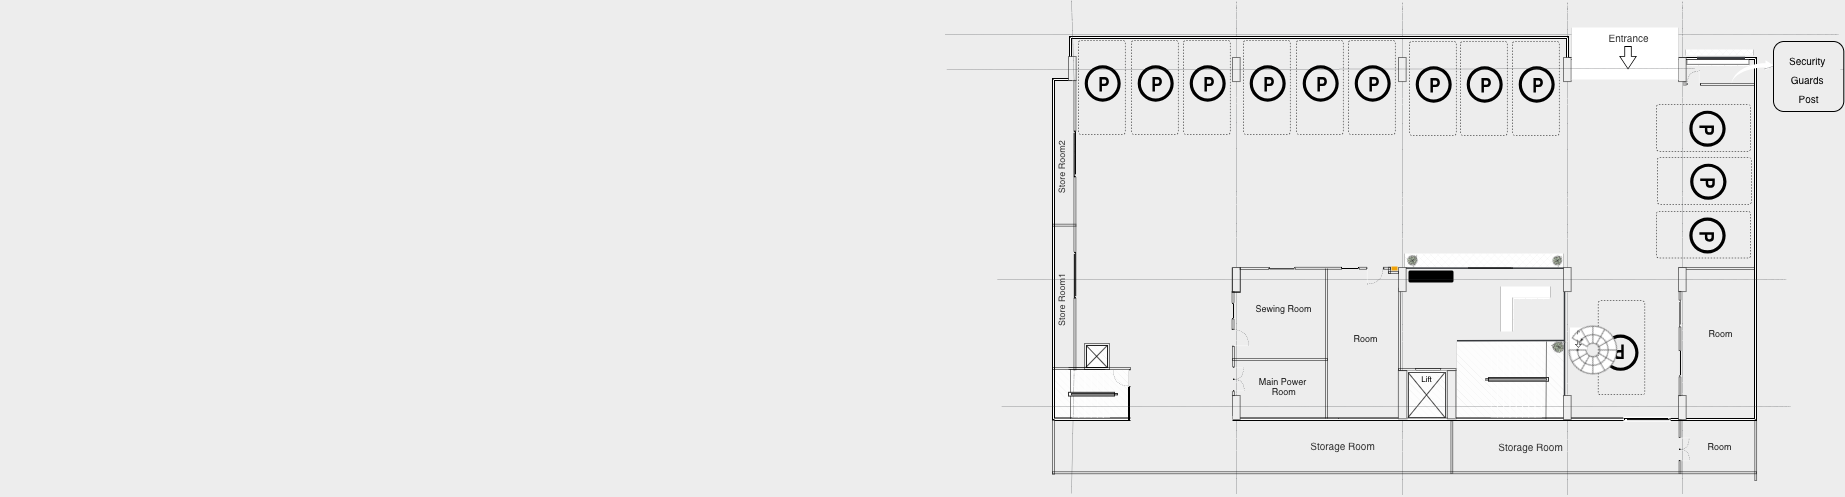 Entrance
Security
Guards
Post
P P P P P P P P P
P
P
P
Store Room2
Store Room1
Sewing Room
Room
Room
Main Power
Room
Lift
P
Storage Room
Storage Room
Room